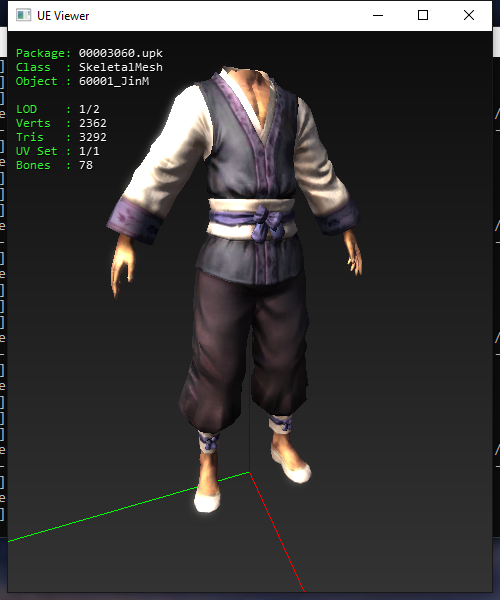 UE Viewer
Package: 00003060.upk
Class : SkeletalMesh
Object : 60001_JinM
LOD : 1/2
Verts : 2362
Tris : 3292
UV Set : 1/1
Bones : 78